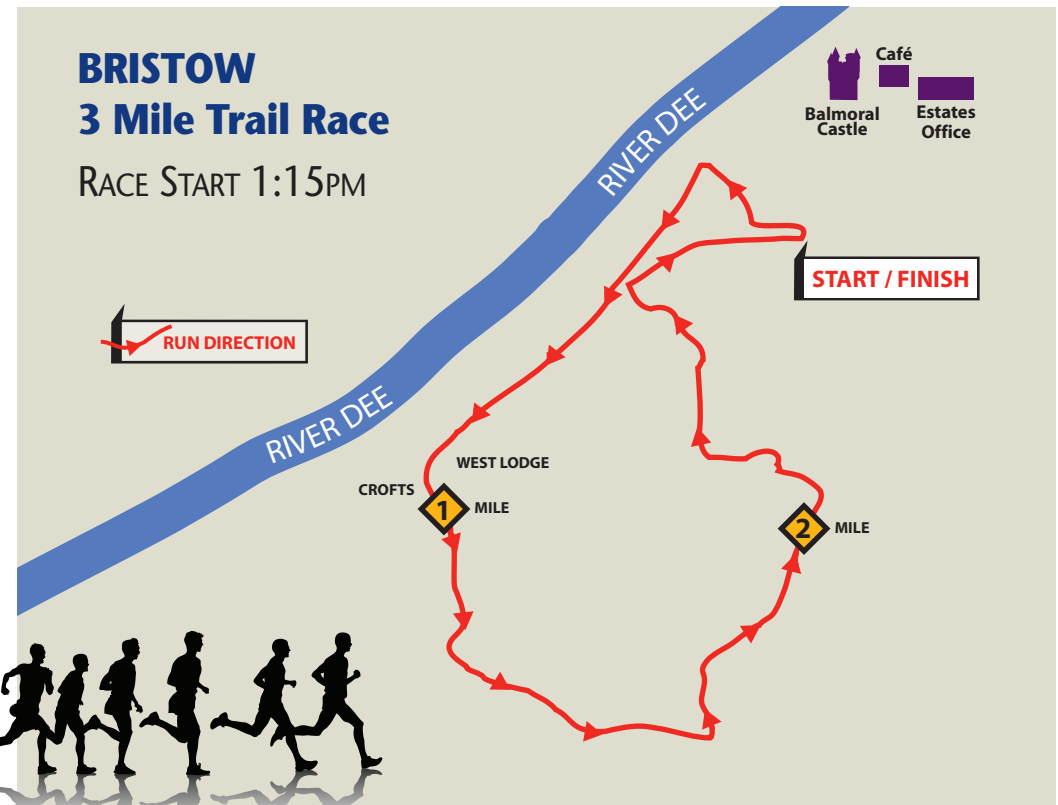 BRISTOW
3 Mile Trail Race
RACE START 1:15PM
RIVER DEE
Café
Balmoral
Castle
Estates
Office
START / FINISH
RUN DIRECTION
RIVER DEE
WEST LODGE
CROFTS
1
MILE
2
MILE